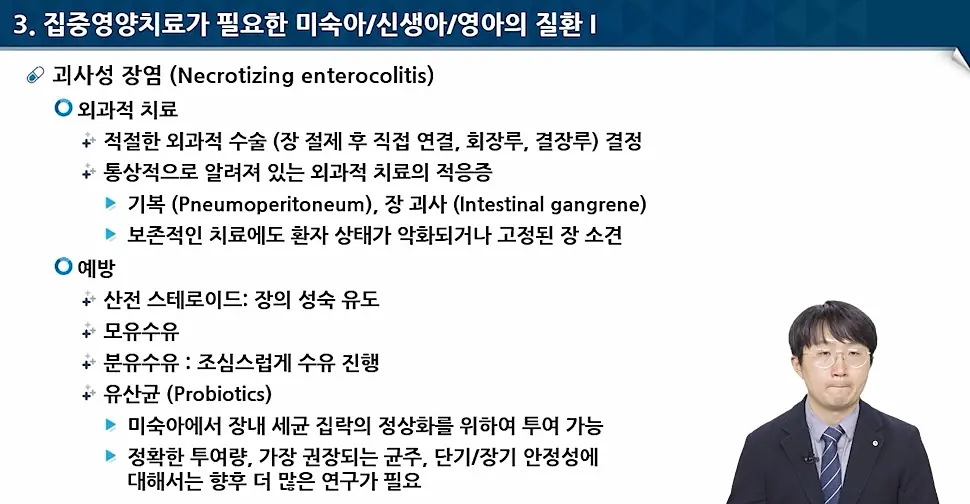 3. 집중영양치료가 필요한 미숙아/신생아/영아의 질환 I
괴사성 장염 (Necrotizing enterocolitis)
외과적 치료
적절한 외과적 수술 (장 절제 후 직접 연결, 회장루, 결장루) 결정
통상적으로 알려져 있는 외과적 치료의 적응증
기복 (Pneumoperitoneum), 장 괴사 (Intestinal gangrene)
보존적인 치료에도 환자 상태가 악화되거나 고정된 장 소견
예방
산전 스테로이드: 장의 성숙 유도
모유수유
분유수유 : 조심스럽게 수유 진행
유산균 (Probiotics)
미숙아에서 장내 세균 집락의 정상화를 위하여 투여 가능
정확한 투여량, 가장 권장되는 균주, 단기/장기 안정성에
대해서는 향후 더 많은 연구가 필요